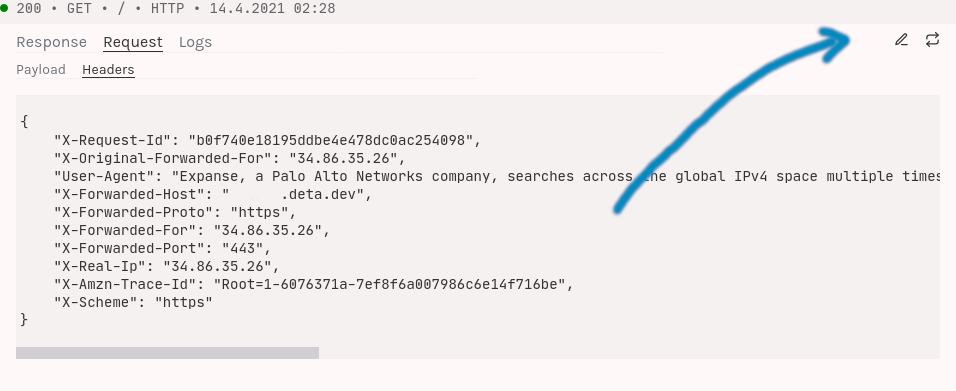 200 • GET • / • HTTP • 14.4.2021 02:28
Response Request Logs
Payload Headers
{
"X-Request-Id": "b0f740e18195ddbe4e478dc0ac254098",
"X-Original-Forwarded-For": "34.86.35.26",
"User-Agent": "Expanse, a Palo Alto Networks company, searches across the global IPv4 space multiple times
"X-Forwarded-Host": " .deta.dev",
"X-Forwarded-Proto": "https",
"X-Forwarded-For": "34.86.35.26",
"X-Forwarded-Port": "443",
"X-Real-Ip": "34.86.35.26",
"X-Amzn-Trace-Id": "Root=1-6076371a-7ef8f6a007986c6e14f716be",
"X-Scheme": "https"
}